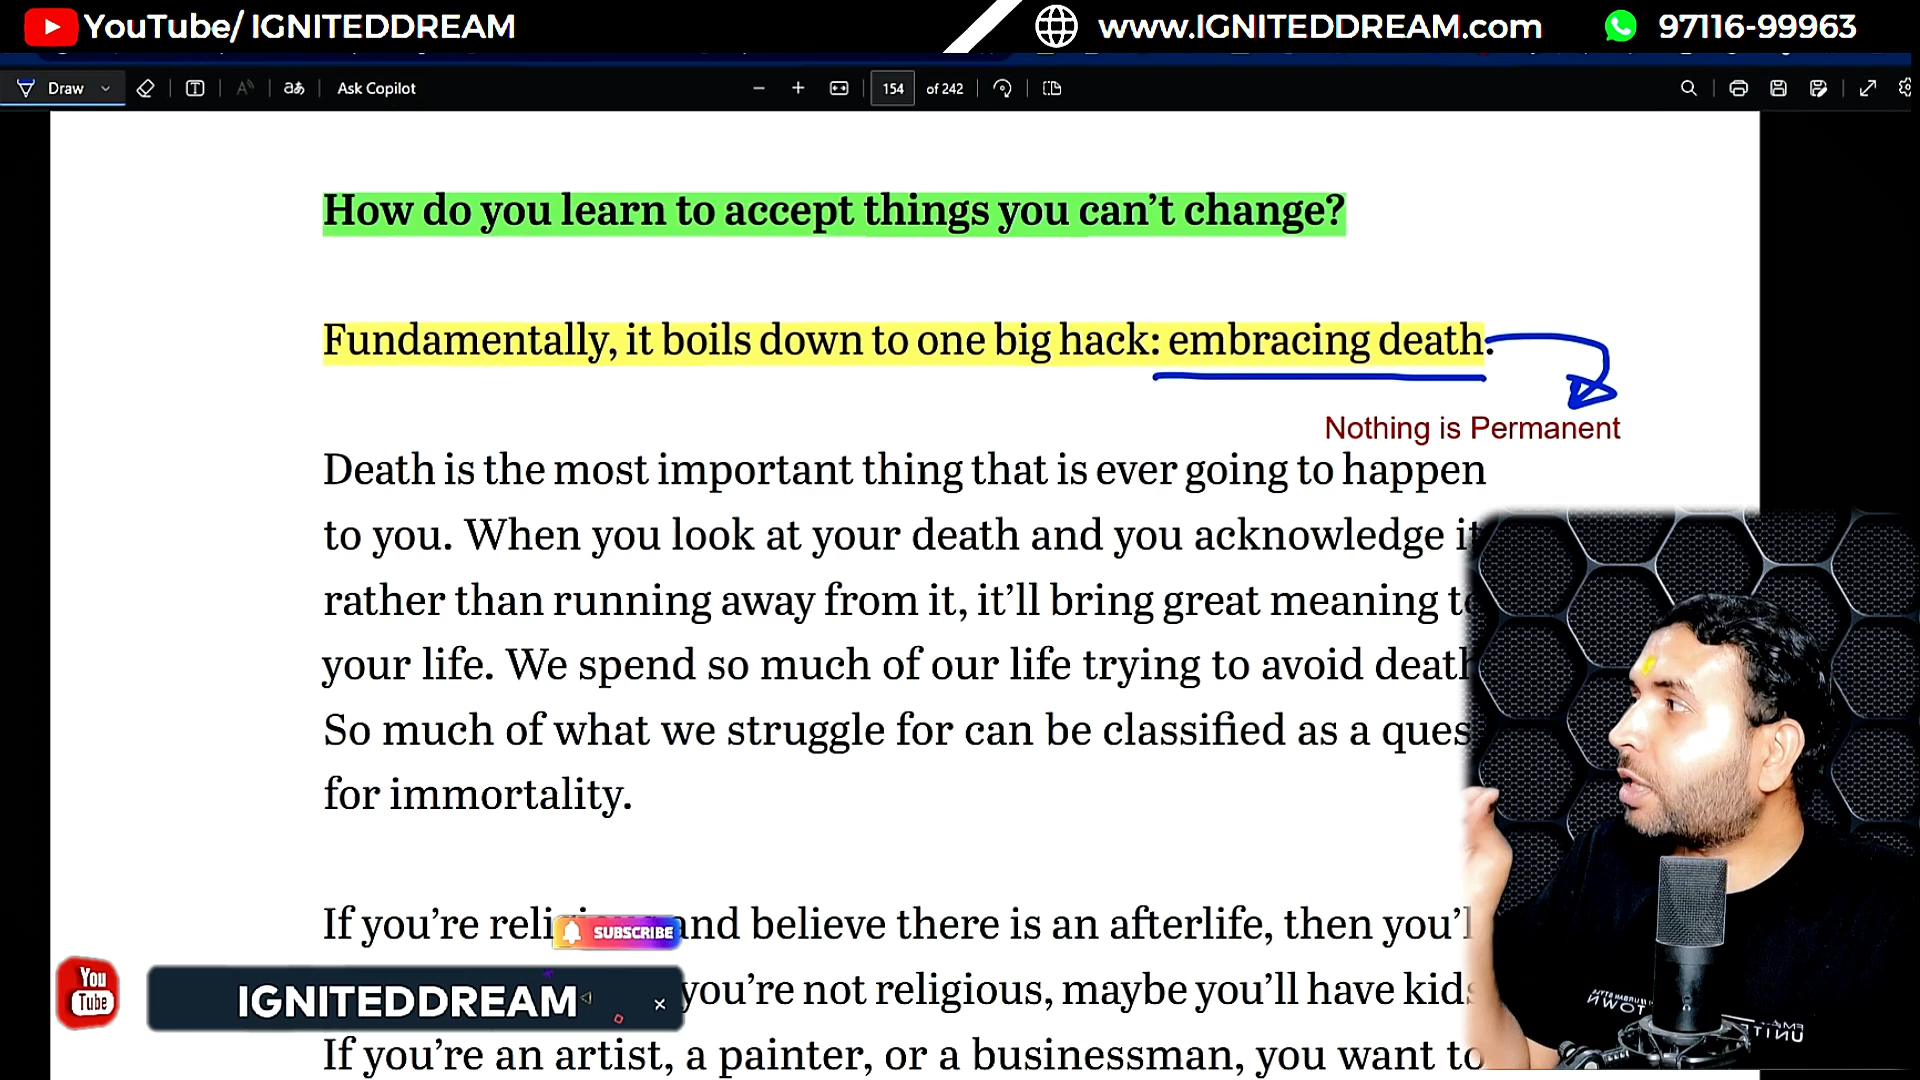 YouTube/ IGNITEDDREAM
www.IGNITEDDREAM.com
97116-99963
Draw
Ask Copilot
154 of 242
How do you learn to accept things you can’t change?
Fundamentally, it boils down to one big hack: embracing death.
Nothing is Permanent
Death is the most important thing that is ever going to happen
to you. When you look at your death and you acknowledge it
rather than running away from it, it’ll bring great meaning to
your life. We spend so much of our life trying to avoid death
So much of what we struggle for can be classified as a
for immortality.
If you’re and believe there is an afterlife, then
SUBSCRIBE
You
Tube
IGNITEDDREAM
you’re not religious, maybe you’ll have kids
If you’re an artist, a painter, or a businessman, you want to
TOWN